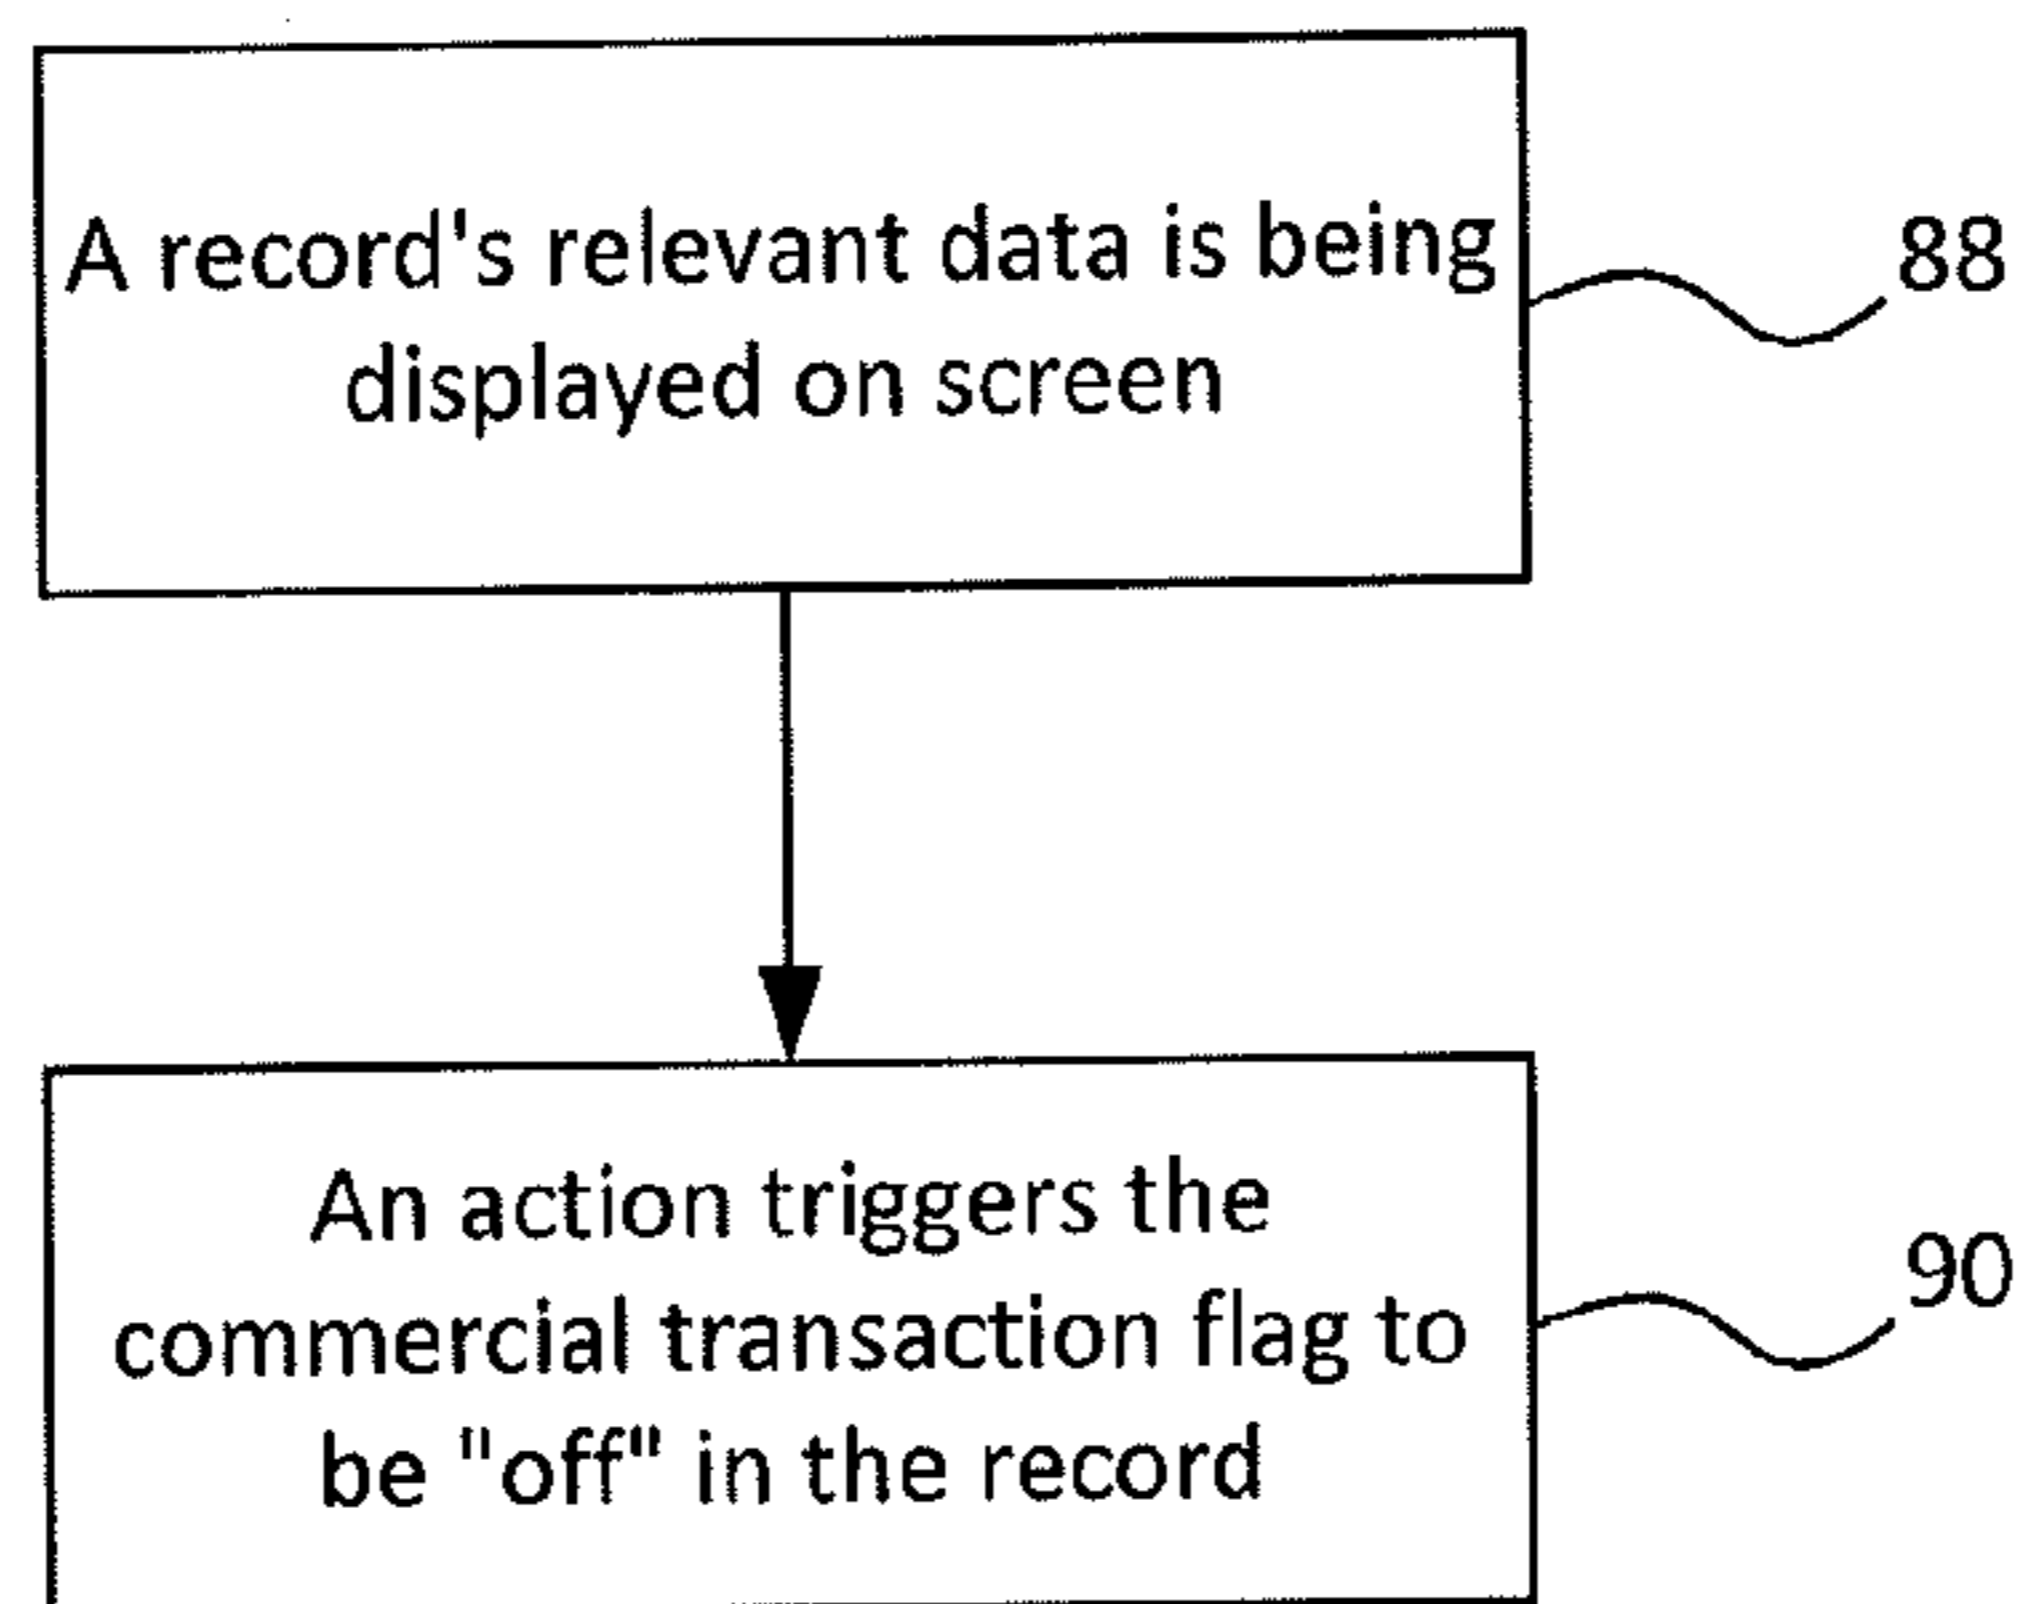 A record's relevant data is being
displayed on screen
88
An action triggers the
commercial transaction flag to
be "off" in the record
90